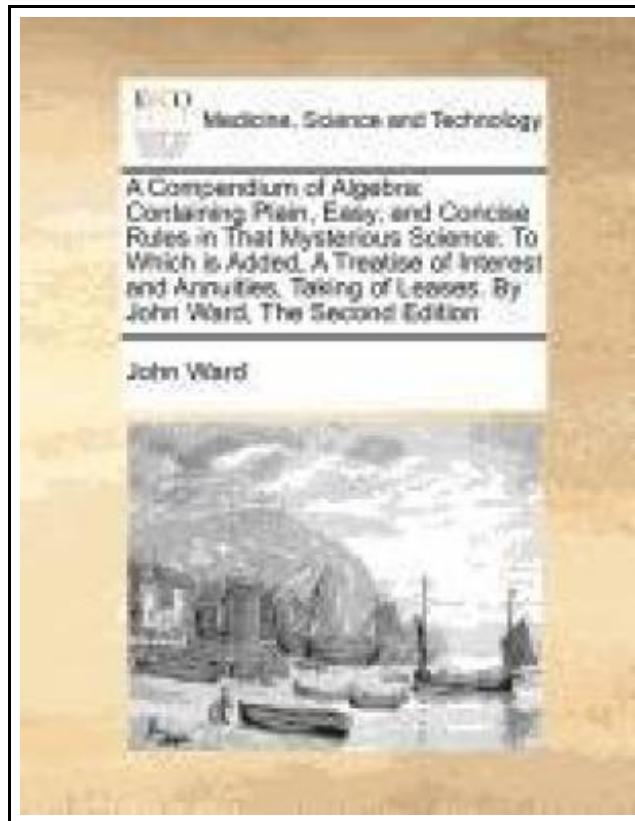 ECCO
Medicine, Science and Technology
A Compendium of Algebra:
Containing Plain, Easy, and Concise
Rules in That Mysterious Science. To
Which is Added, A Treatise of Interest
and Annuities, Taking of Leases. By
John Ward, The Second Edition
John Ward